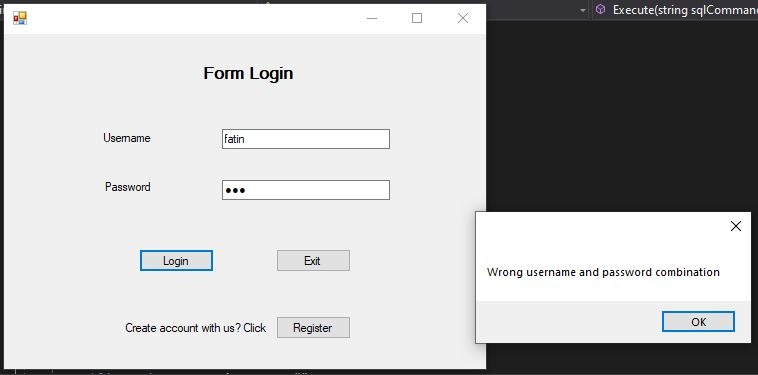 Execute(string sqlComman
Form Login
Username
fatin
Password
Login
Exit
Wrong username and password combination
OK
Create account with us? Click
Register